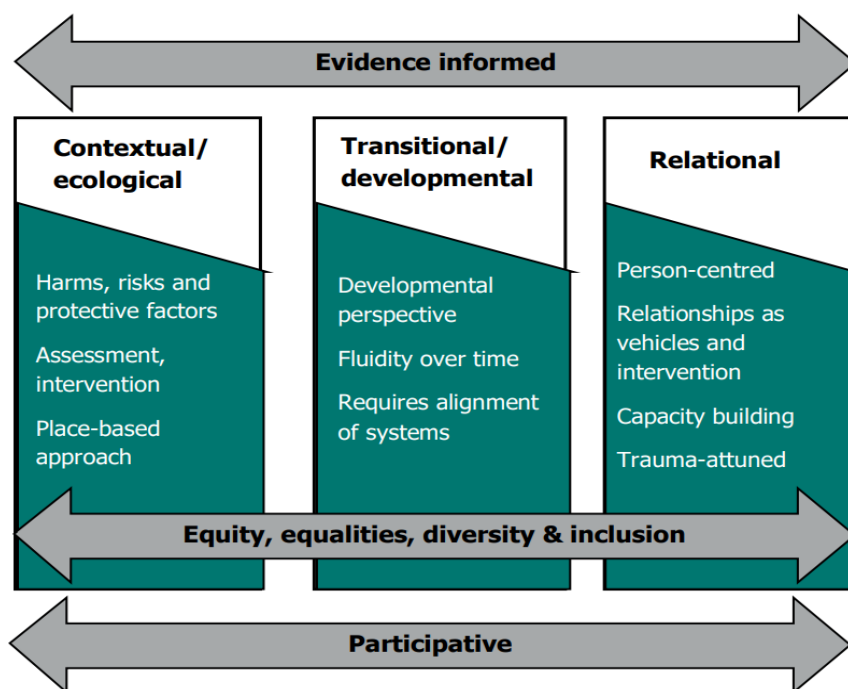 Evidence informed
Contextual/
ecological
Harms, risks and
protective factors
Assessment,
intervention
Place-based
approach
Transitional/
developmental
Developmental
perspective
Fluidity over time
Requires alignment
of systems
Relational
Person-centred
Relationships as
vehicles and
intervention
Capacity building
Trauma-attuned
Equity, equalities, diversity & inclusion
Participative